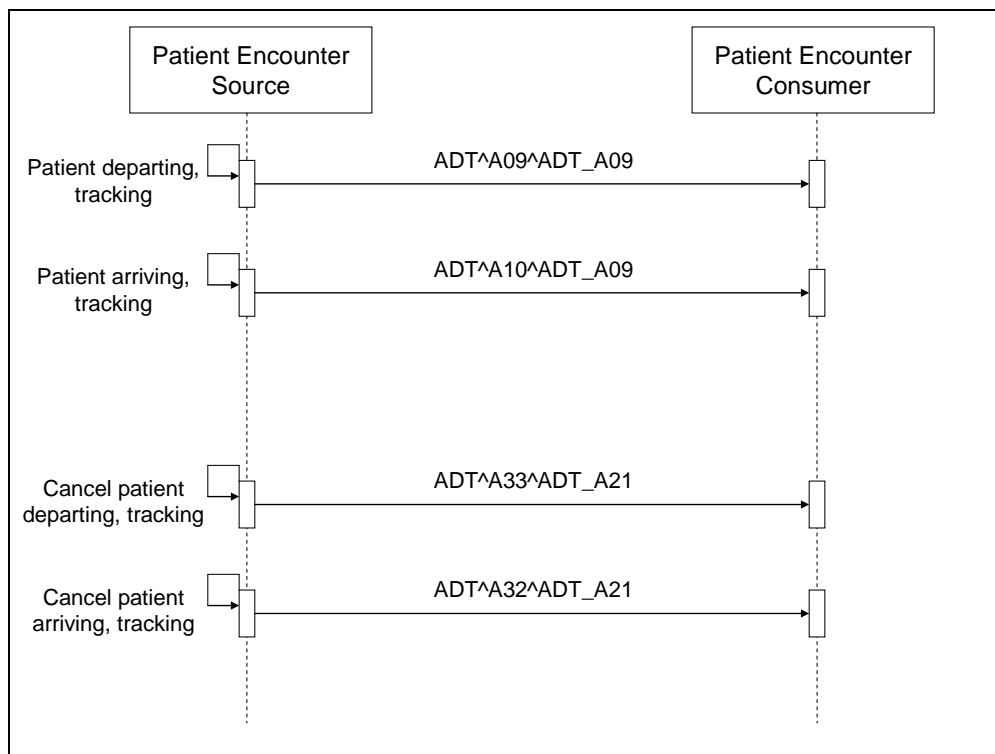 Patient Encounter
Source
Patient Encounter
Consumer
Patient departing,
tracking
ADT^A09^ADT_A09
Patient arriving,
tracking
ADT^A10^ADT_A09
Cancel patient
departing, tracking
ADT^A33^ADT_A21
Cancel patient
arriving, tracking
ADT^A32^ADT_A21